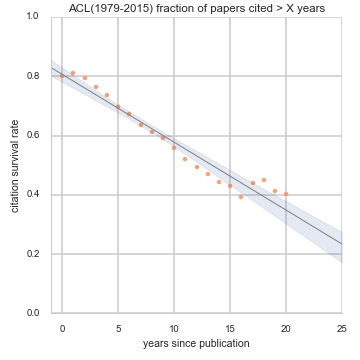 ACL(1979-2015) fraction of papers cited > X years
1.0
0.8
0.6
0.4
0.2
0.0
citation survival rate
0 5 10 15 20 25
years since publication